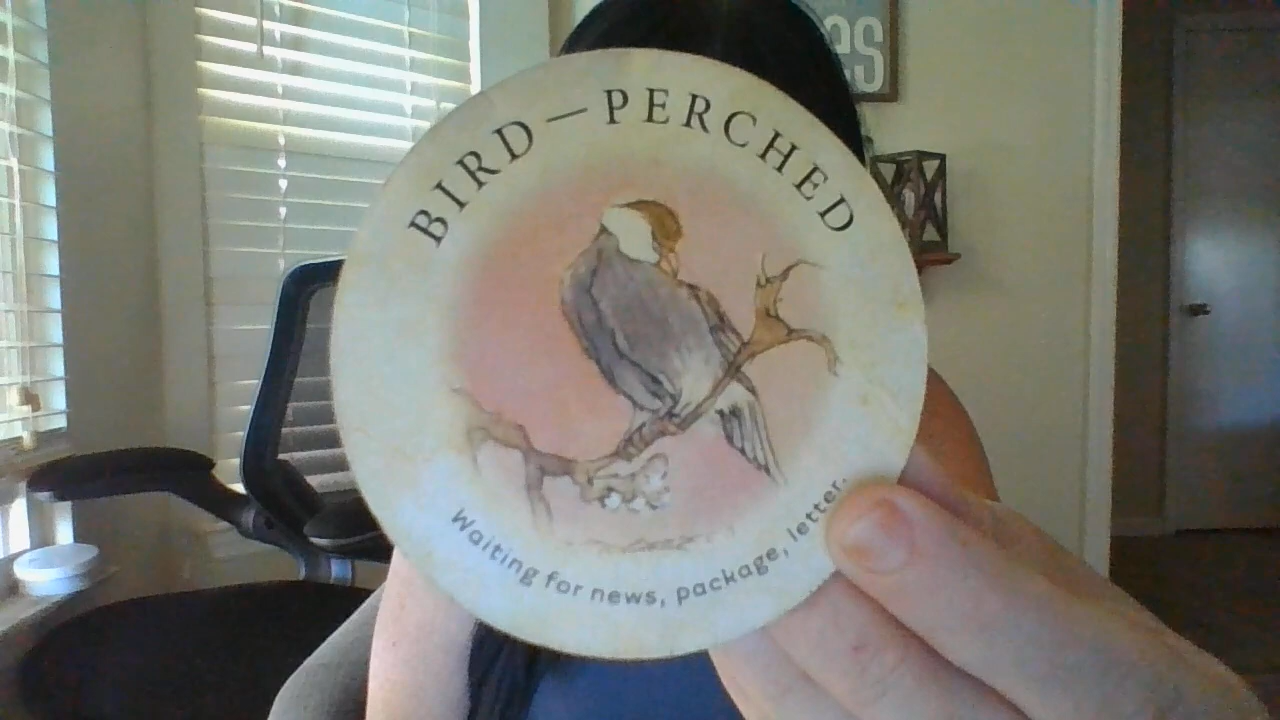 BIRD—PERCHED
Waiting for news, package, letter.